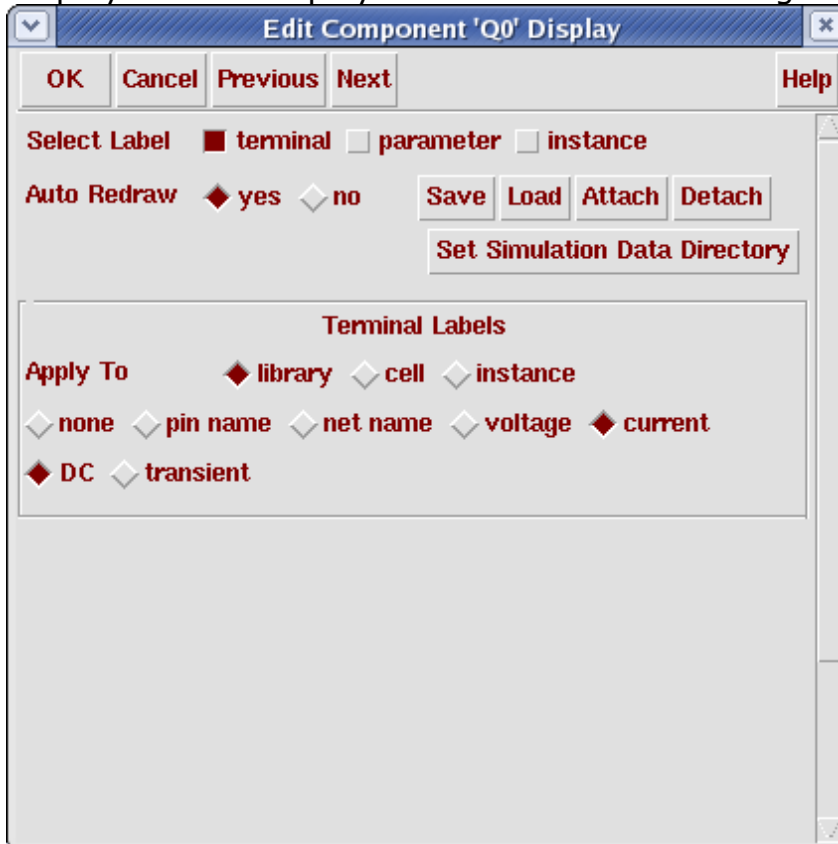 Edit Component 'Q0' Display
OK Cancel Previous Next Help
Select Label terminal parameter instance
Auto Redraw yes no Save Load Attach Detach
Set Simulation Data Directory
Terminal Labels
Apply To library cell instance
none pin name net name voltage current
DC transient